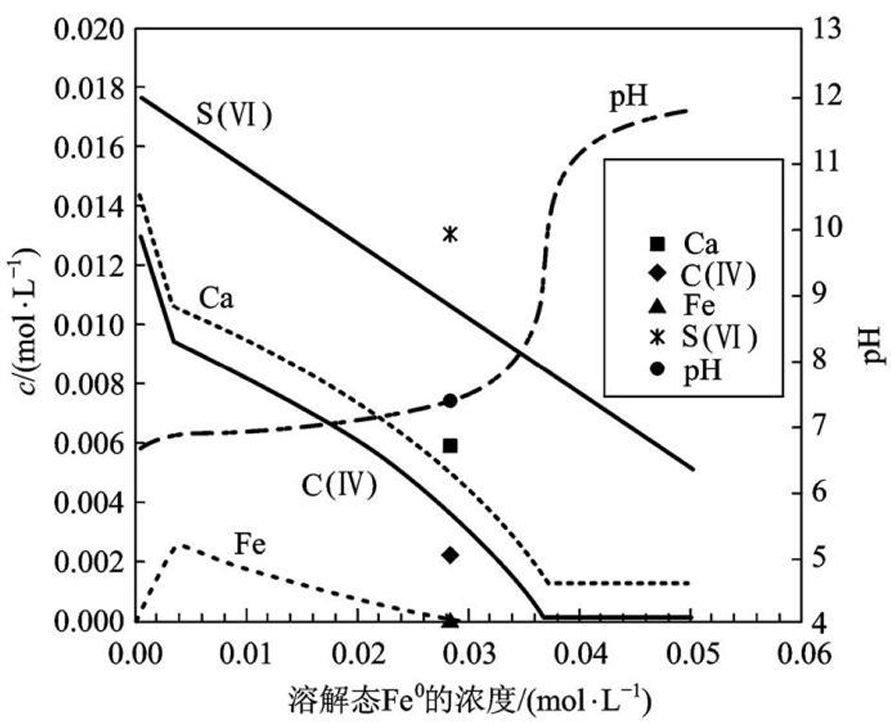 c/(mol·L⁻¹)
0.020
0.018
0.016
0.014
0.012
0.010
0.008
0.006
0.004
0.002
0.000
S(Ⅵ)
Ca
C(Ⅳ)
Fe
pH
Ca
C(Ⅳ)
Fe
S(Ⅵ)
pH
13
12
11
10
9
8
7
6
5
4
pH
0.00
0.01
0.02
0.03
0.04
0.05
0.06
溶解态Fe⁰的浓度/(mol·L⁻¹)